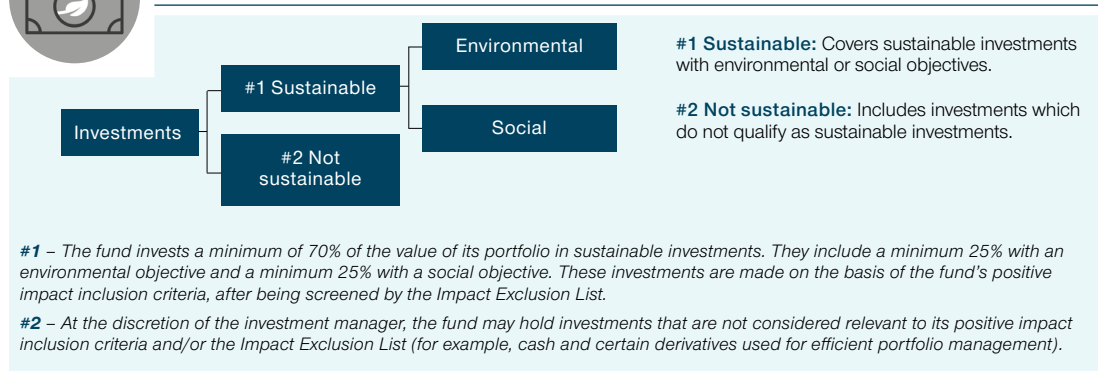 Investments
#1 Sustainable
#2 Not
sustainable
Environmental
Social
#1 Sustainable: Covers sustainable investments
with environmental or social objectives.
#2 Not sustainable: Includes investments which
do not qualify as sustainable investments.
#1 – The fund invests a minimum of 70% of the value of its portfolio in sustainable investments. They include a minimum 25% with an
environmental objective and a minimum 25% with a social objective. These investments are made on the basis of the fund's positive
impact inclusion criteria, after being screened by the Impact Exclusion List.
#2 – At the discretion of the investment manager, the fund may hold investments that are not considered relevant to its positive impact
inclusion criteria and/or the Impact Exclusion List (for example, cash and certain derivatives used for efficient portfolio management).